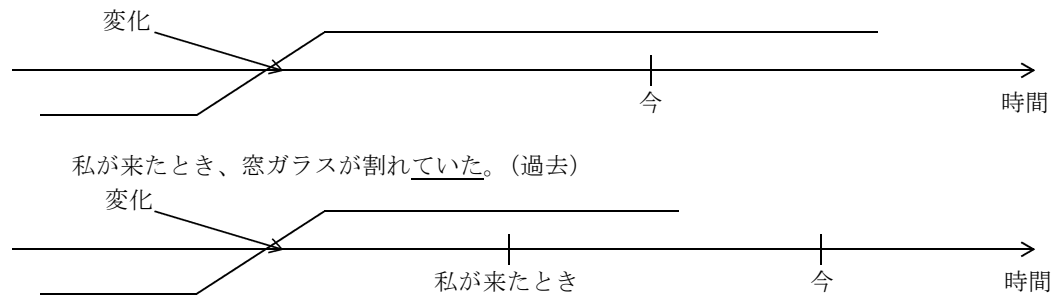 変化
今
時間
私が来たとき、窓ガラスが割れていた。（過去）
変化
私が来たとき
今
時間